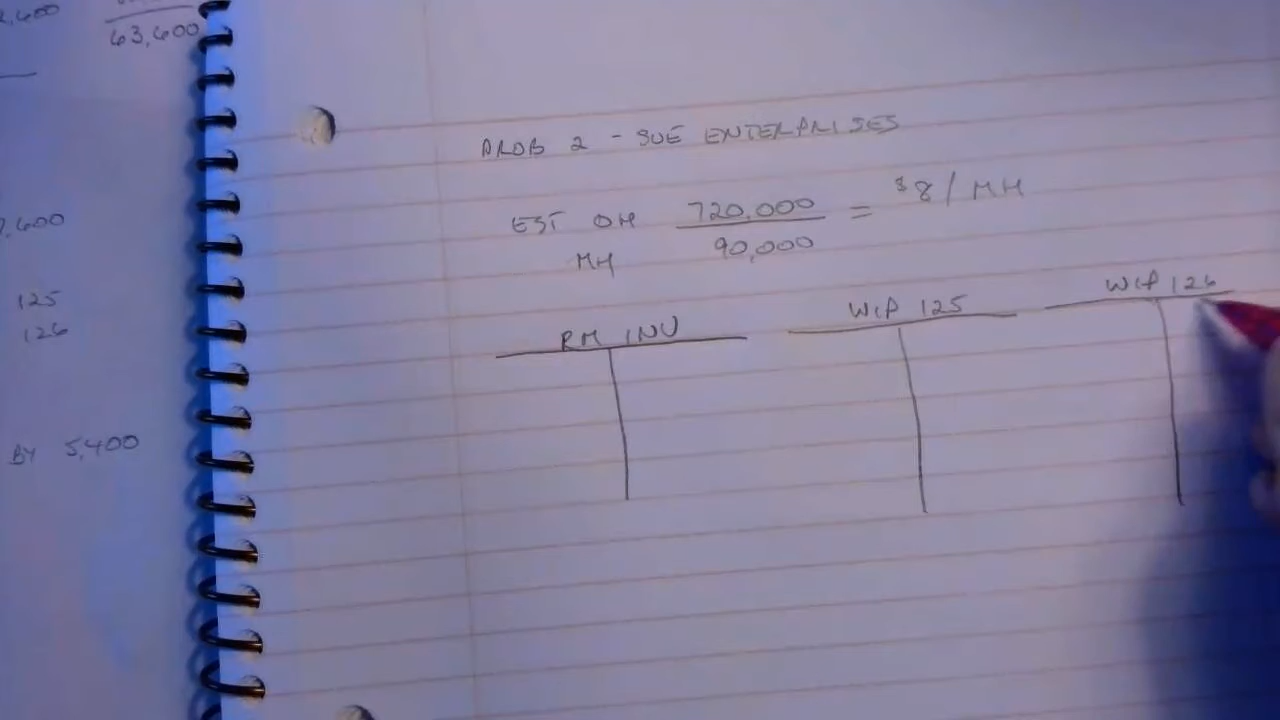 63,600
125
126
BY 5,400
PROB 2 - SUE ENTERPRISES
EST OH 720,000 = $8/MH
MH 90,000
RM INV WIP 125 WIP 126